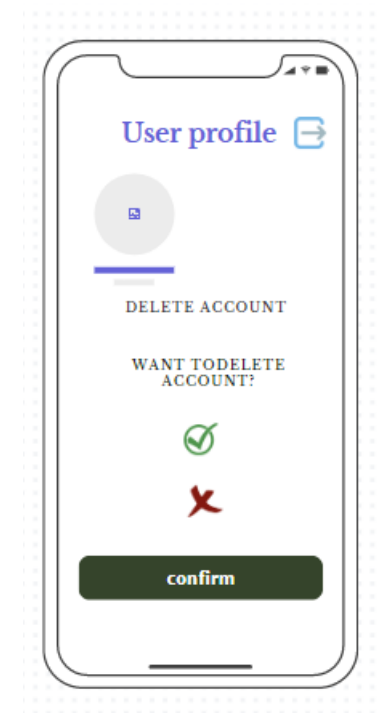 User profile
DELETE ACCOUNT
WANT TODELETE
ACCOUNT?
confirm